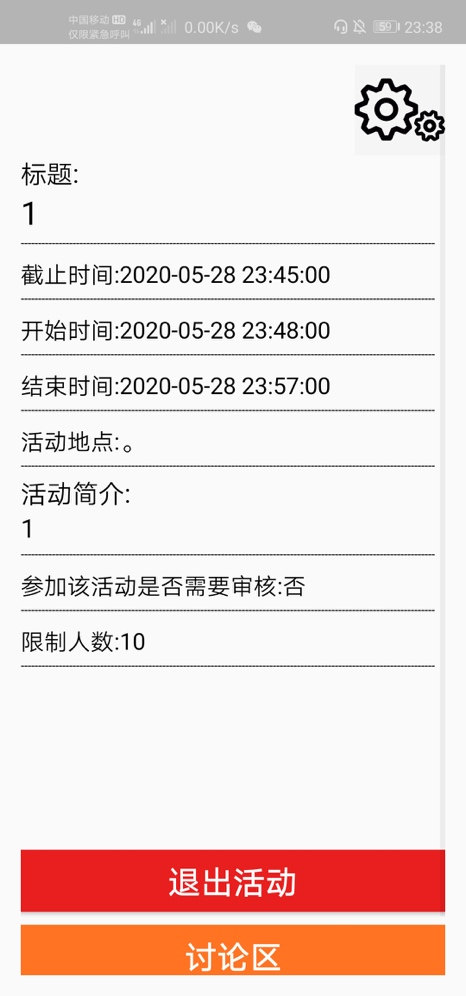 中国移动 HD 4G 0.00K/s 59 23:38
仅限紧急呼叫
标题:
1
截止时间:2020-05-28 23:45:00
开始时间:2020-05-28 23:48:00
结束时间:2020-05-28 23:57:00
活动地点:。
活动简介:
1
参加该活动是否需要审核:否
限制人数:10
退出活动
讨论区